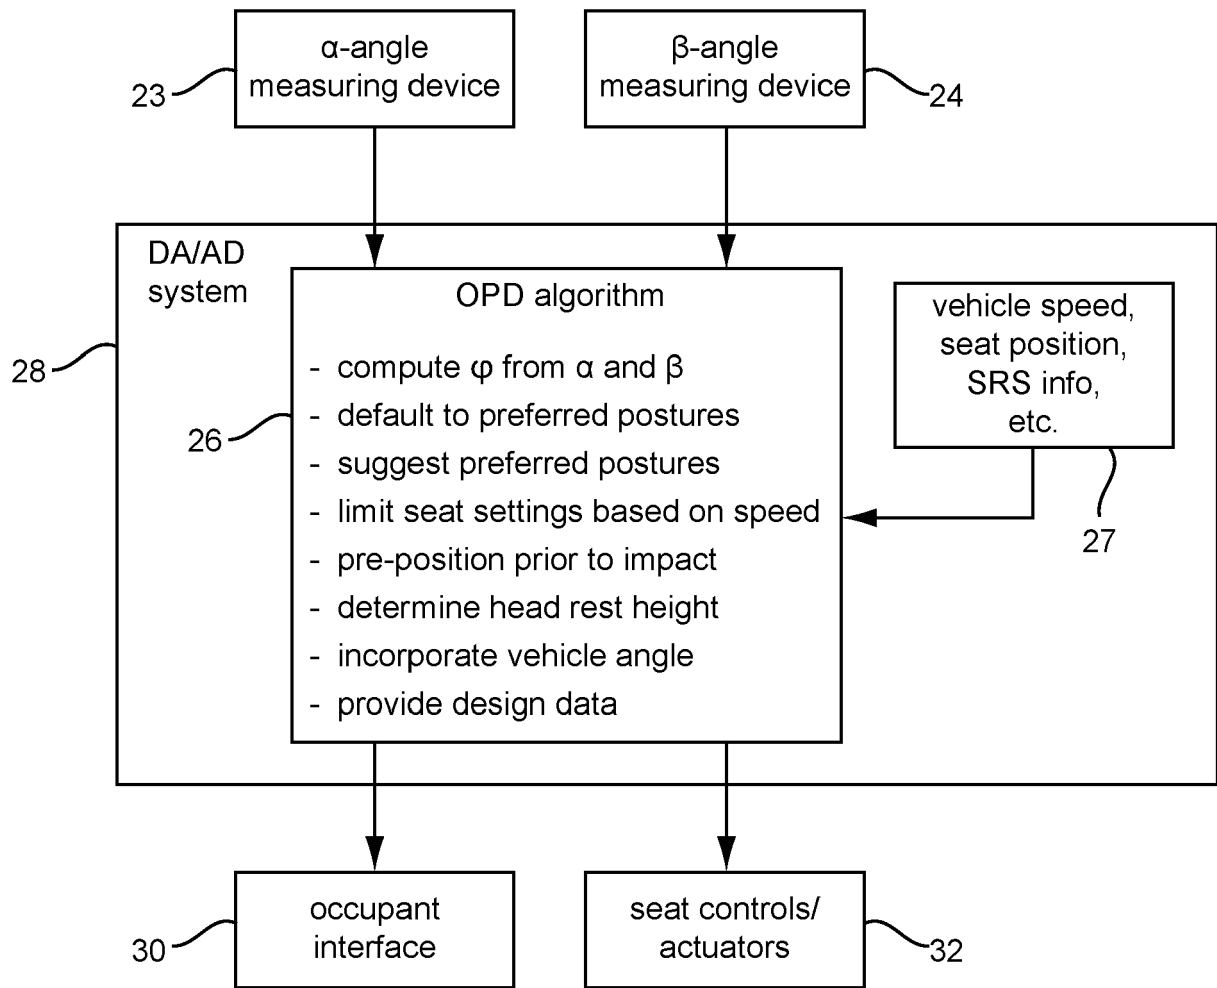 α-angle
measuring device
β-angle
measuring device
23
24
DA/AD
system
OPD algorithm
- compute φ from α and β
- default to preferred postures
- suggest preferred postures
- limit seat settings based on speed
- pre-position prior to impact
- determine head rest height
- incorporate vehicle angle
- provide design data
vehicle speed,
seat position,
SRS info,
etc.
28
26
27
occupant
interface
seat controls/
actuators
30
32